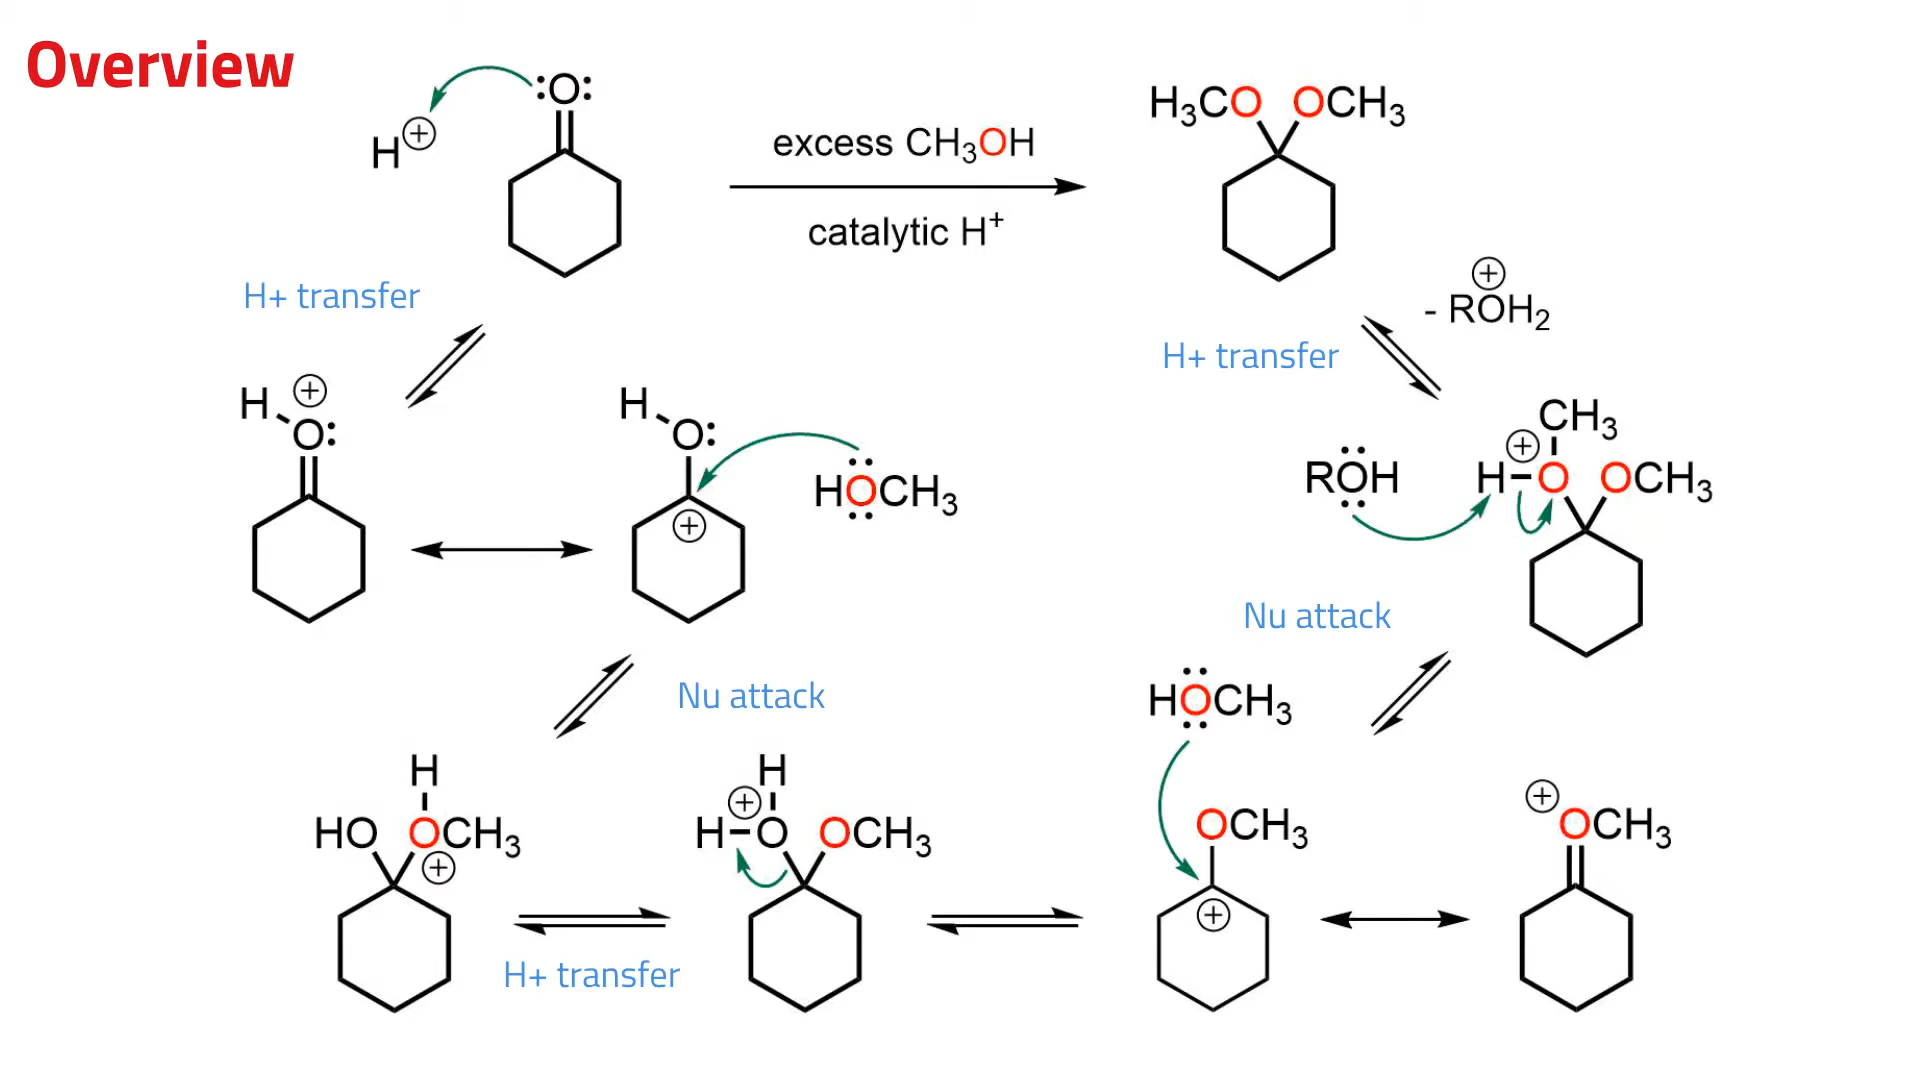 Overview
:O:
H⊕
excess CH3OH
catalytic H+
H3CO OCH3
H+ transfer
⊕
- ROH2
H+ transfer
H ⊕
O:
H
O:
⊕
HOCH3
CH3
⊕
ROH
H-O OCH3
Nu attack
Nu attack
HOCH3
H
HO OCH3
⊕
H
⊕
H-O OCH3
OCH3
⊕
⊕
OCH3
H+ transfer